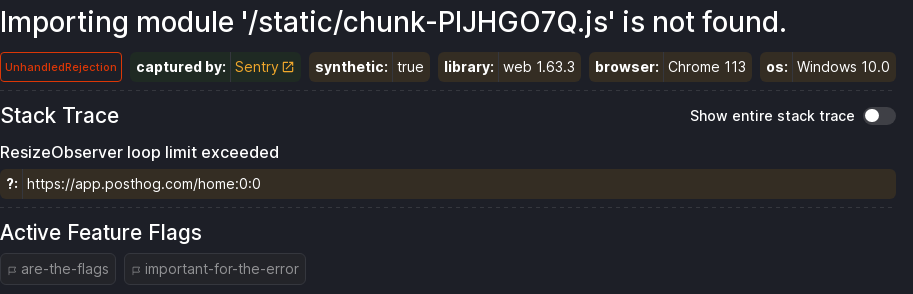 Importing module '/static/chunk-PIJHGO7Q.js' is not found.
UnhandledRejection captured by: Sentry synthetic: true library: web 1.63.3 browser: Chrome 113 os: Windows 10.0
Stack Trace Show entire stack trace
ResizeObserver loop limit exceeded
?: https://app.posthog.com/home:0:0
Active Feature Flags
are-the-flags important-for-the-error